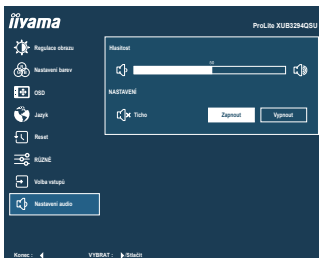 iiyama
ProLite XUB3294QSU
Regulace obrazu
Nastavení barev
OSD
Jazyk
Reset
RŮZNÉ
Volba vstupů
Nastavení audio
Hlasitost
50
NASTAVENÍ
Ticho
Zapnout
Vypnout
Konec :
VYBRAT : /Stlačit